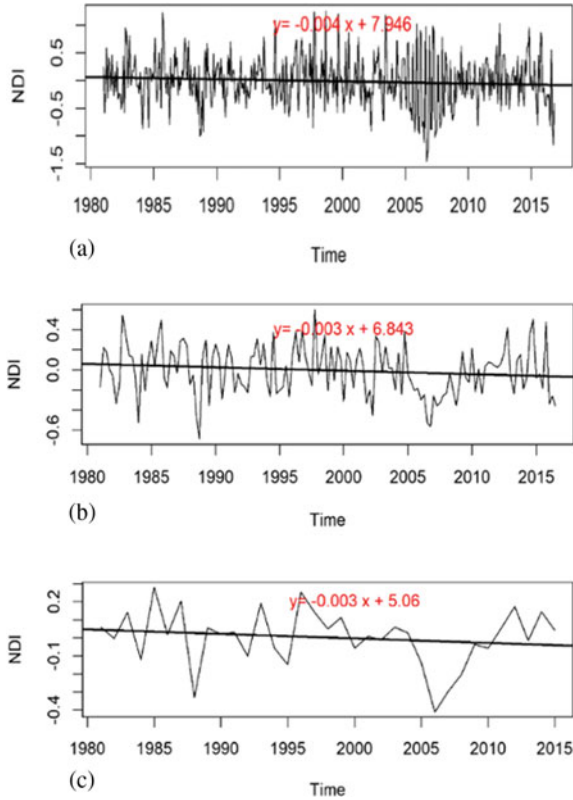 y= -0.004 x + 7.946
0.5
-0.5
-1.5
NDI
1980 1985 1990 1995 2000 2005 2010 2015
Time
(a)
y= -0.003 x + 6.843
0.4
0.0
-0.6
NDI
1980 1985 1990 1995 2000 2005 2010 2015
Time
(b)
y= -0.003 x + 5.06
0.2
-0.1
-0.4
NDI
1980 1985 1990 1995 2000 2005 2010 2015
Time
(c)